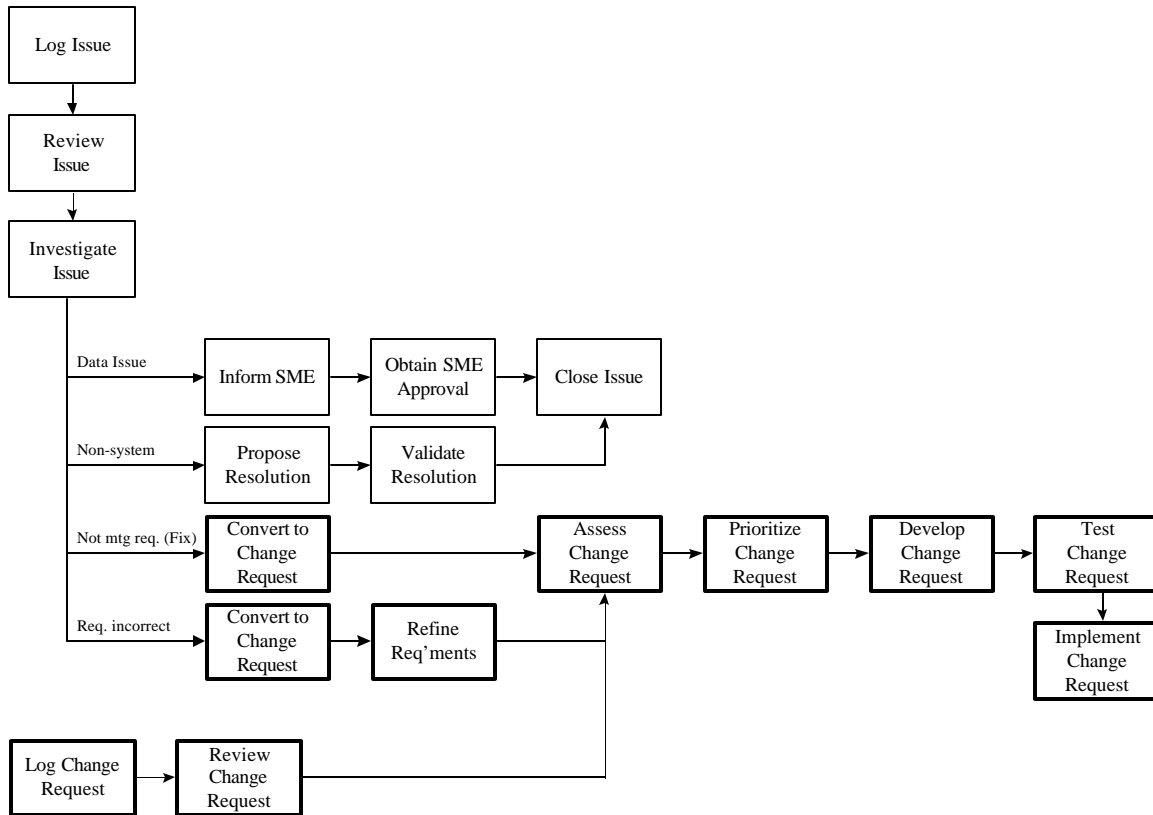 Log Issue
Review
Issue
Investigate
Issue
Data Issue
Inform SME
Obtain SME
Approval
Close Issue
Non-system
Propose
Resolution
Validate
Resolution
Not mtg req. (Fix)
Convert to
Change
Request
Assess
Change
Request
Prioritize
Change
Request
Develop
Change
Request
Test
Change
Request
Req. incorrect
Convert to
Change
Request
Refine
Req’ments
Implement
Change
Request
Log Change
Request
Review
Change
Request